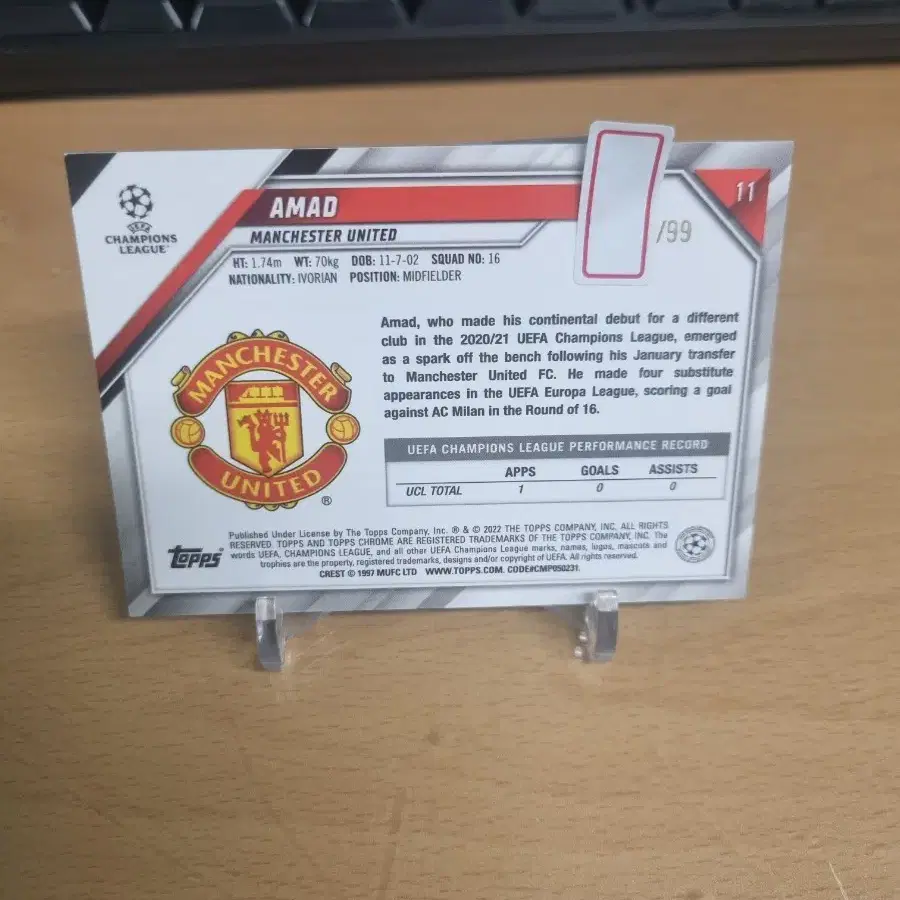 UEFA
CHAMPIONS
LEAGUE
AMAD
MANCHESTER UNITED
11
/99
HT: 1.74m WT: 70kg DOB: 11-7-02 SQUAD NO: 16
NATIONALITY: IVORIAN POSITION: MIDFIELDER
Amad, who made his continental debut for a different
club in the 2020/21 UEFA Champions League, emerged
as a spark off the bench following his January transfer
to Manchester United FC. He made four substitute
appearances in the UEFA Europa League, scoring a goal
against AC Milan in the Round of 16.
MANCHESTER
UNITED
®
UEFA CHAMPIONS LEAGUE PERFORMANCE RECORD
APPS GOALS ASSISTS
UCL TOTAL 1 0 0
topps
Published Under License by The Topps Company, Inc. ® & © 2022 THE TOPPS COMPANY, INC. ALL RIGHTS
RESERVED. TOPPS AND TOPPS CHROME ARE REGISTERED TRADEMARKS OF THE TOPPS COMPANY, INC. The
words UEFA, CHAMPIONS LEAGUE, and all other UEFA Champions League marks, names, logos, mascots and
trophies are the property, registered trademarks, designs and/or copyright of UEFA. All rights reserved.
CREST © 1997 MUFC LTD WWW.TOPPS.COM. CODE#CMP050231.